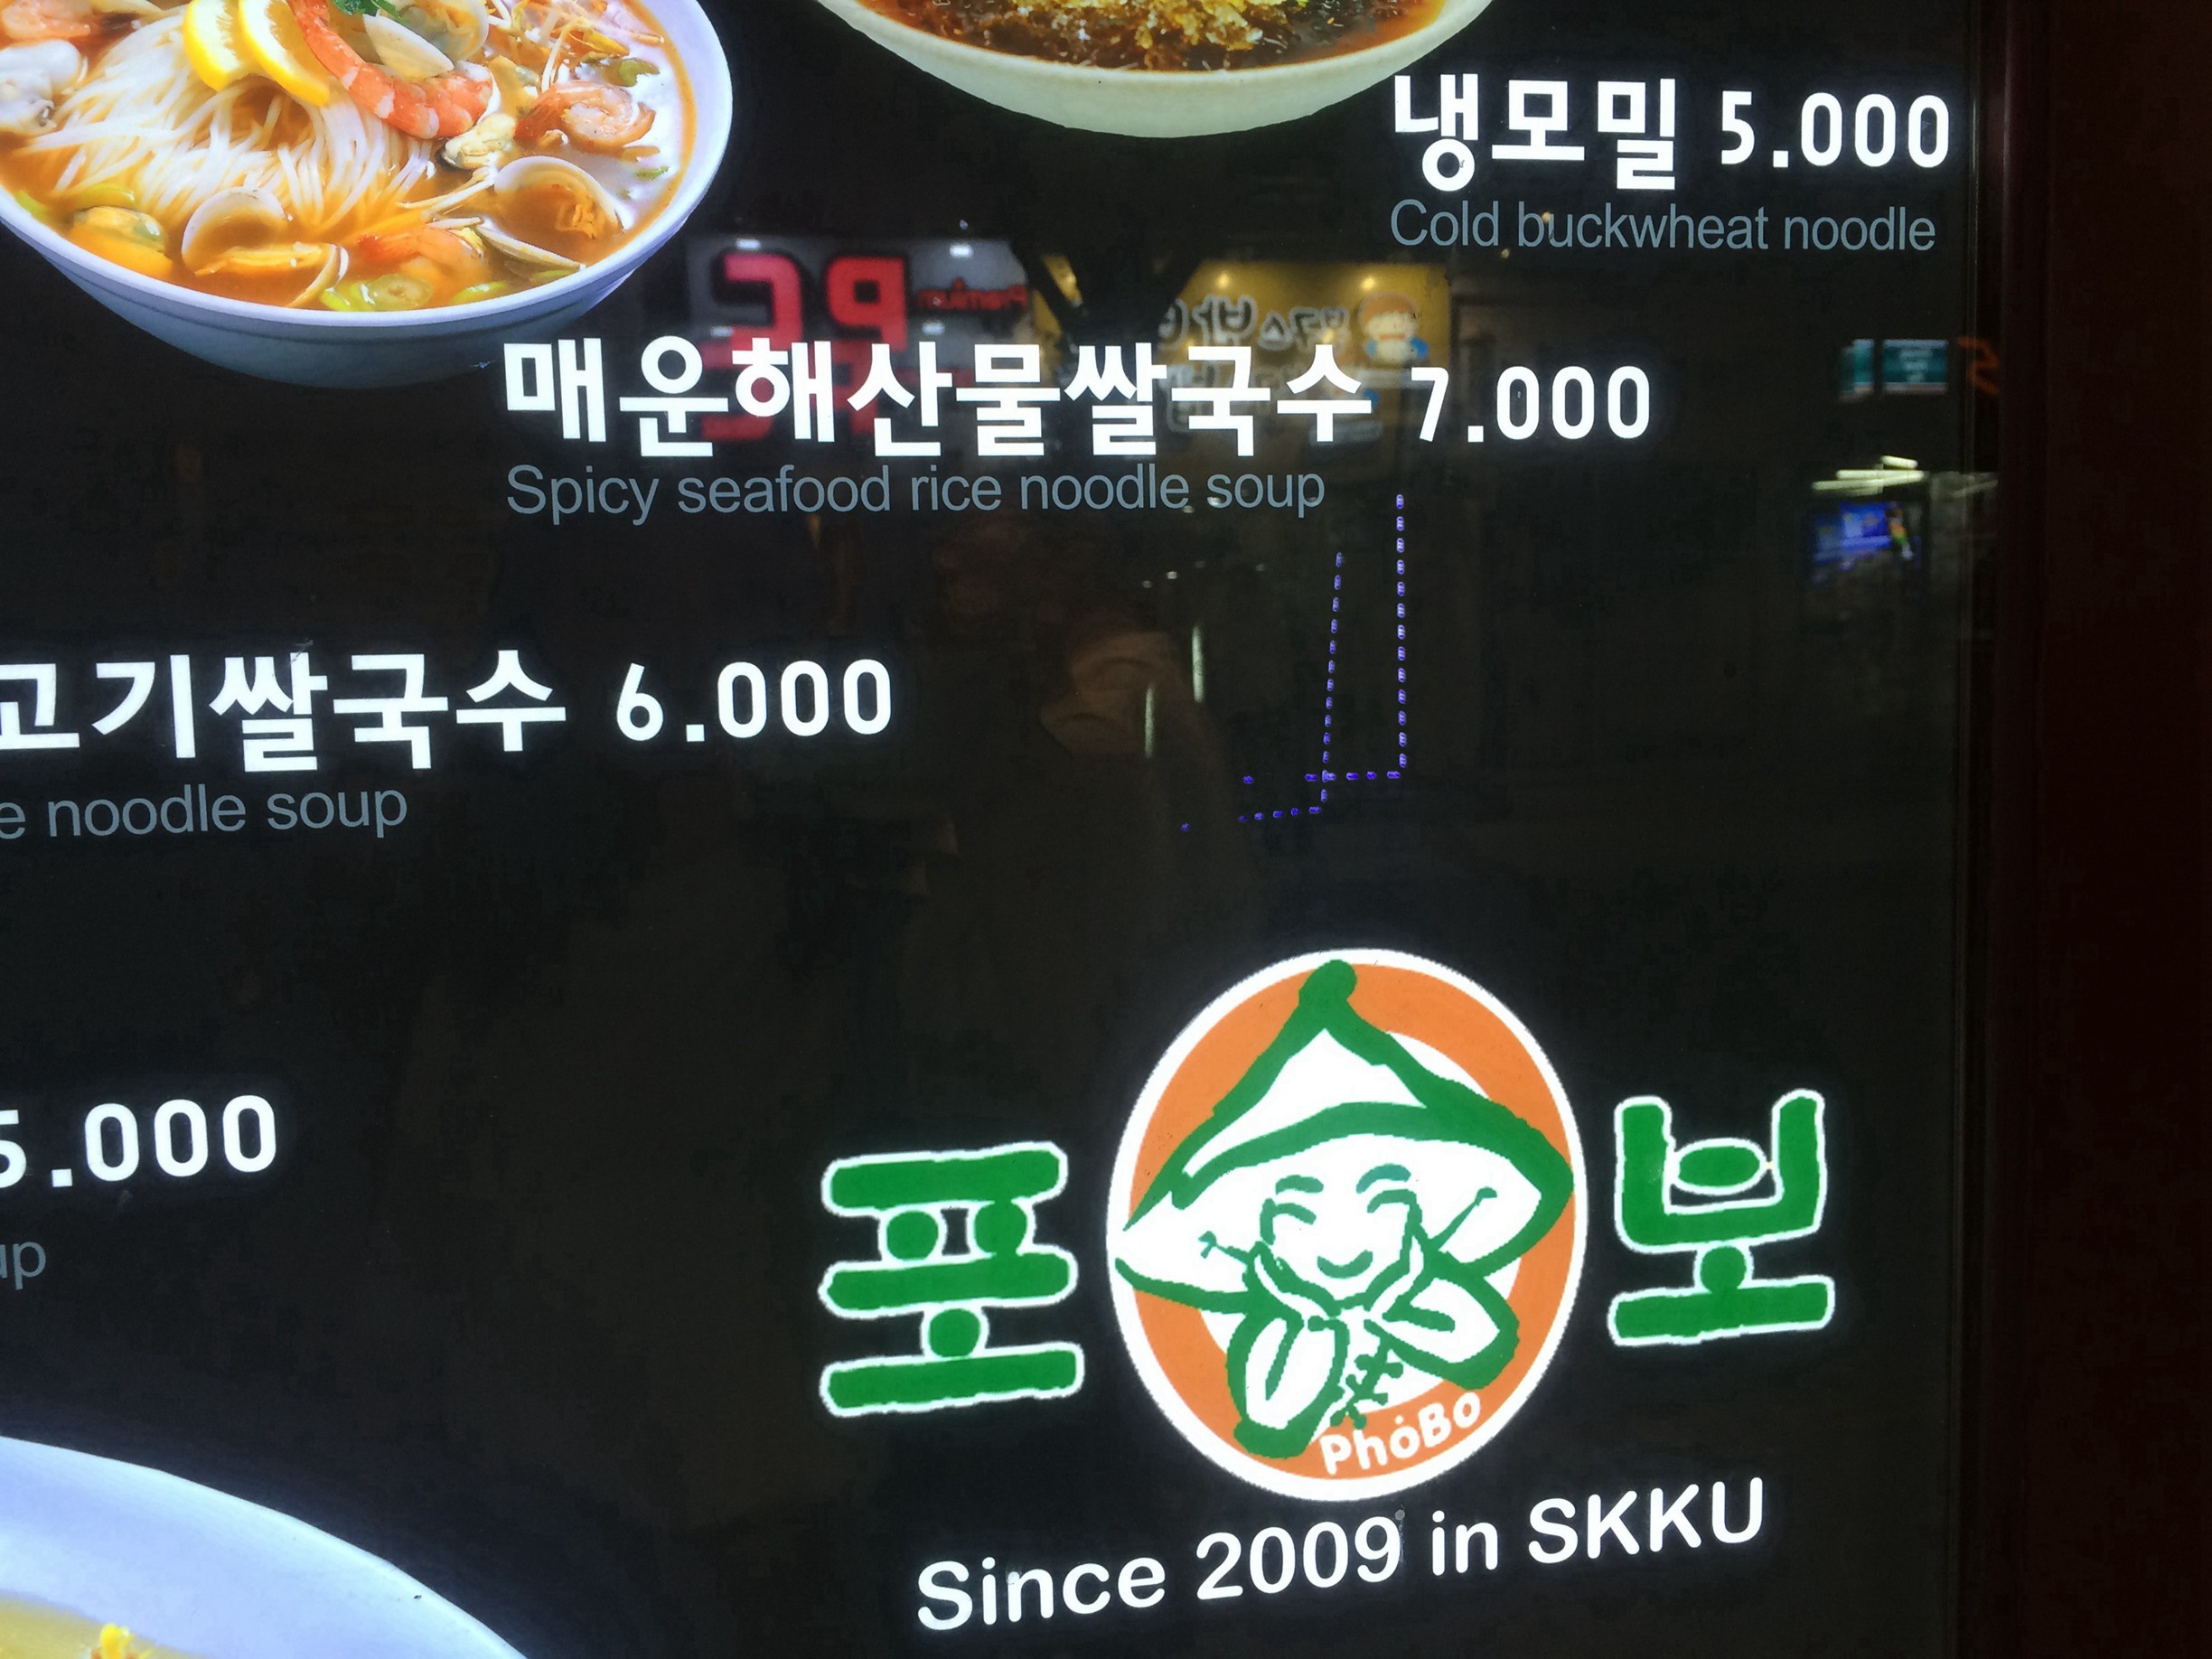 냉모밀 5.000
Cold buckwheat noodle
매운해산물쌀국수 7.000
Spicy seafood rice noodle soup
고기쌀국수 6.000
e noodle soup
5.000
up
포 보
PhởBo
Since 2009 in SKKU